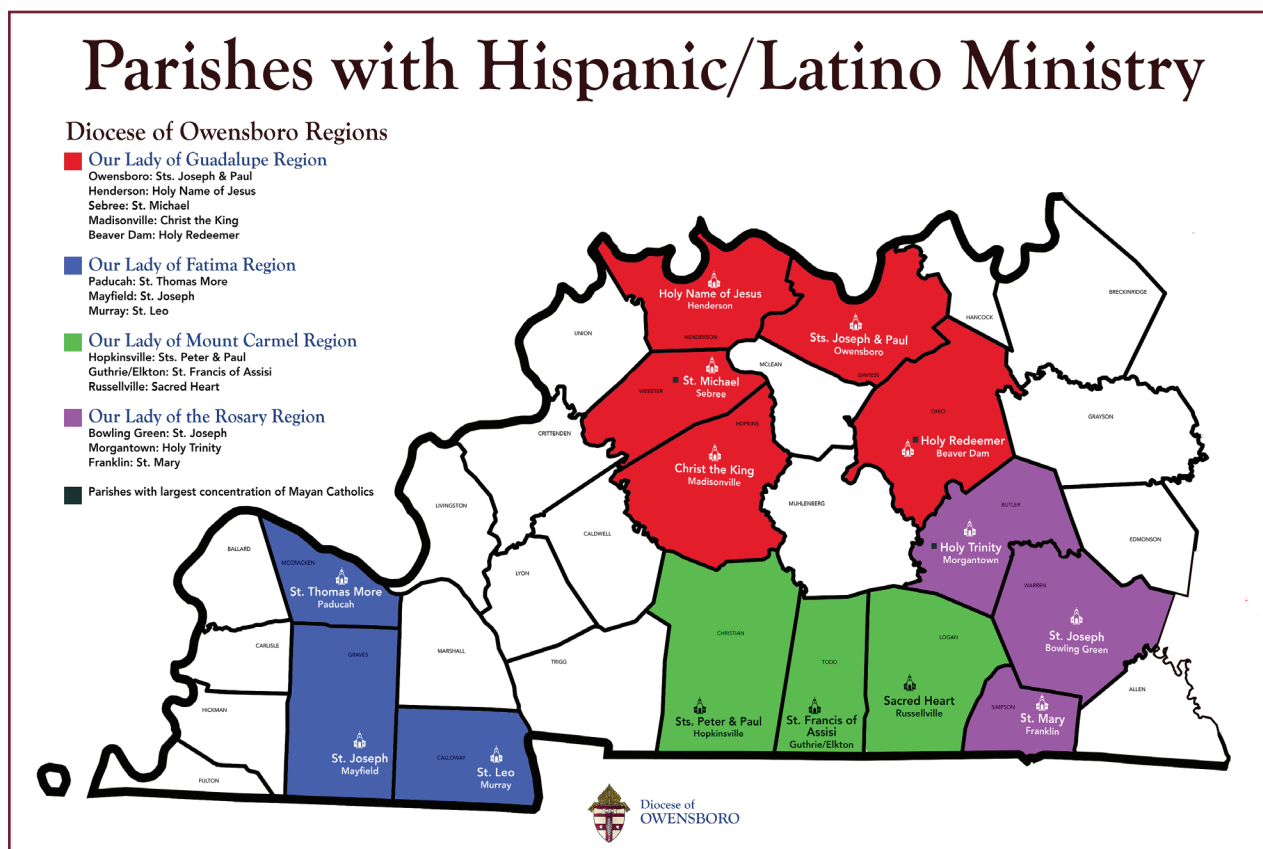 Parishes with Hispanic/Latino Ministry
Diocese of Owensboro Regions
Our Lady of Guadalupe Region
Owensboro: Sts. Joseph & Paul
Henderson: Holy Name of Jesus
Sebree: St. Michael
Madisonville: Christ the King
Beaver Dam: Holy Redeemer
Our Lady of Fatima Region
Paducah: St. Thomas More
Mayfield: St. Joseph
Murray: St. Leo
Our Lady of Mount Carmel Region
Hopkinsville: Sts. Peter & Paul
Guthrie/Elkton: St. Francis of Assisi
Russellville: Sacred Heart
Our Lady of the Rosary Region
Bowling Green: St. Joseph
Morgantown: Holy Trinity
Franklin: St. Mary
Parishes with largest concentration of Mayan Catholics
BRECKINRIDGE
Holy Name of Jesus
Henderson
HANCOCK
UNION
HENDERSON
Sts. Joseph & Paul
Owensboro
MCLEAN
DAVIESS
St. Michael
Sebree
WEBSTER
OHIO
GRAYSON
HOPKINS
CRITTENDEN
Holy Redeemer
Beaver Dam
Christ the King
Madisonville
LIVINGSTON
MUHLENBERG
BUTLER
CALDWELL
EDMONSON
BALLARD
Holy Trinity
Morgantown
MCCRACKEN
LYON
WARREN
St. Thomas More
Paducah
CHRISTIAN
LOGAN
St. Joseph
Bowling Green
CARLISLE
GRAVES
MARSHALL
TRIGG
TODD
ALLEN
Sacred Heart
Russellville
HICKMAN
SIMPSON
Sts. Peter & Paul
Hopkinsville
St. Francis of
Assisi
Guthrie/Elkton
St. Mary
Franklin
St. Joseph
Mayfield
CALLOWAY
St. Leo
Murray
FULTON
Diocese of
OWENSBORO